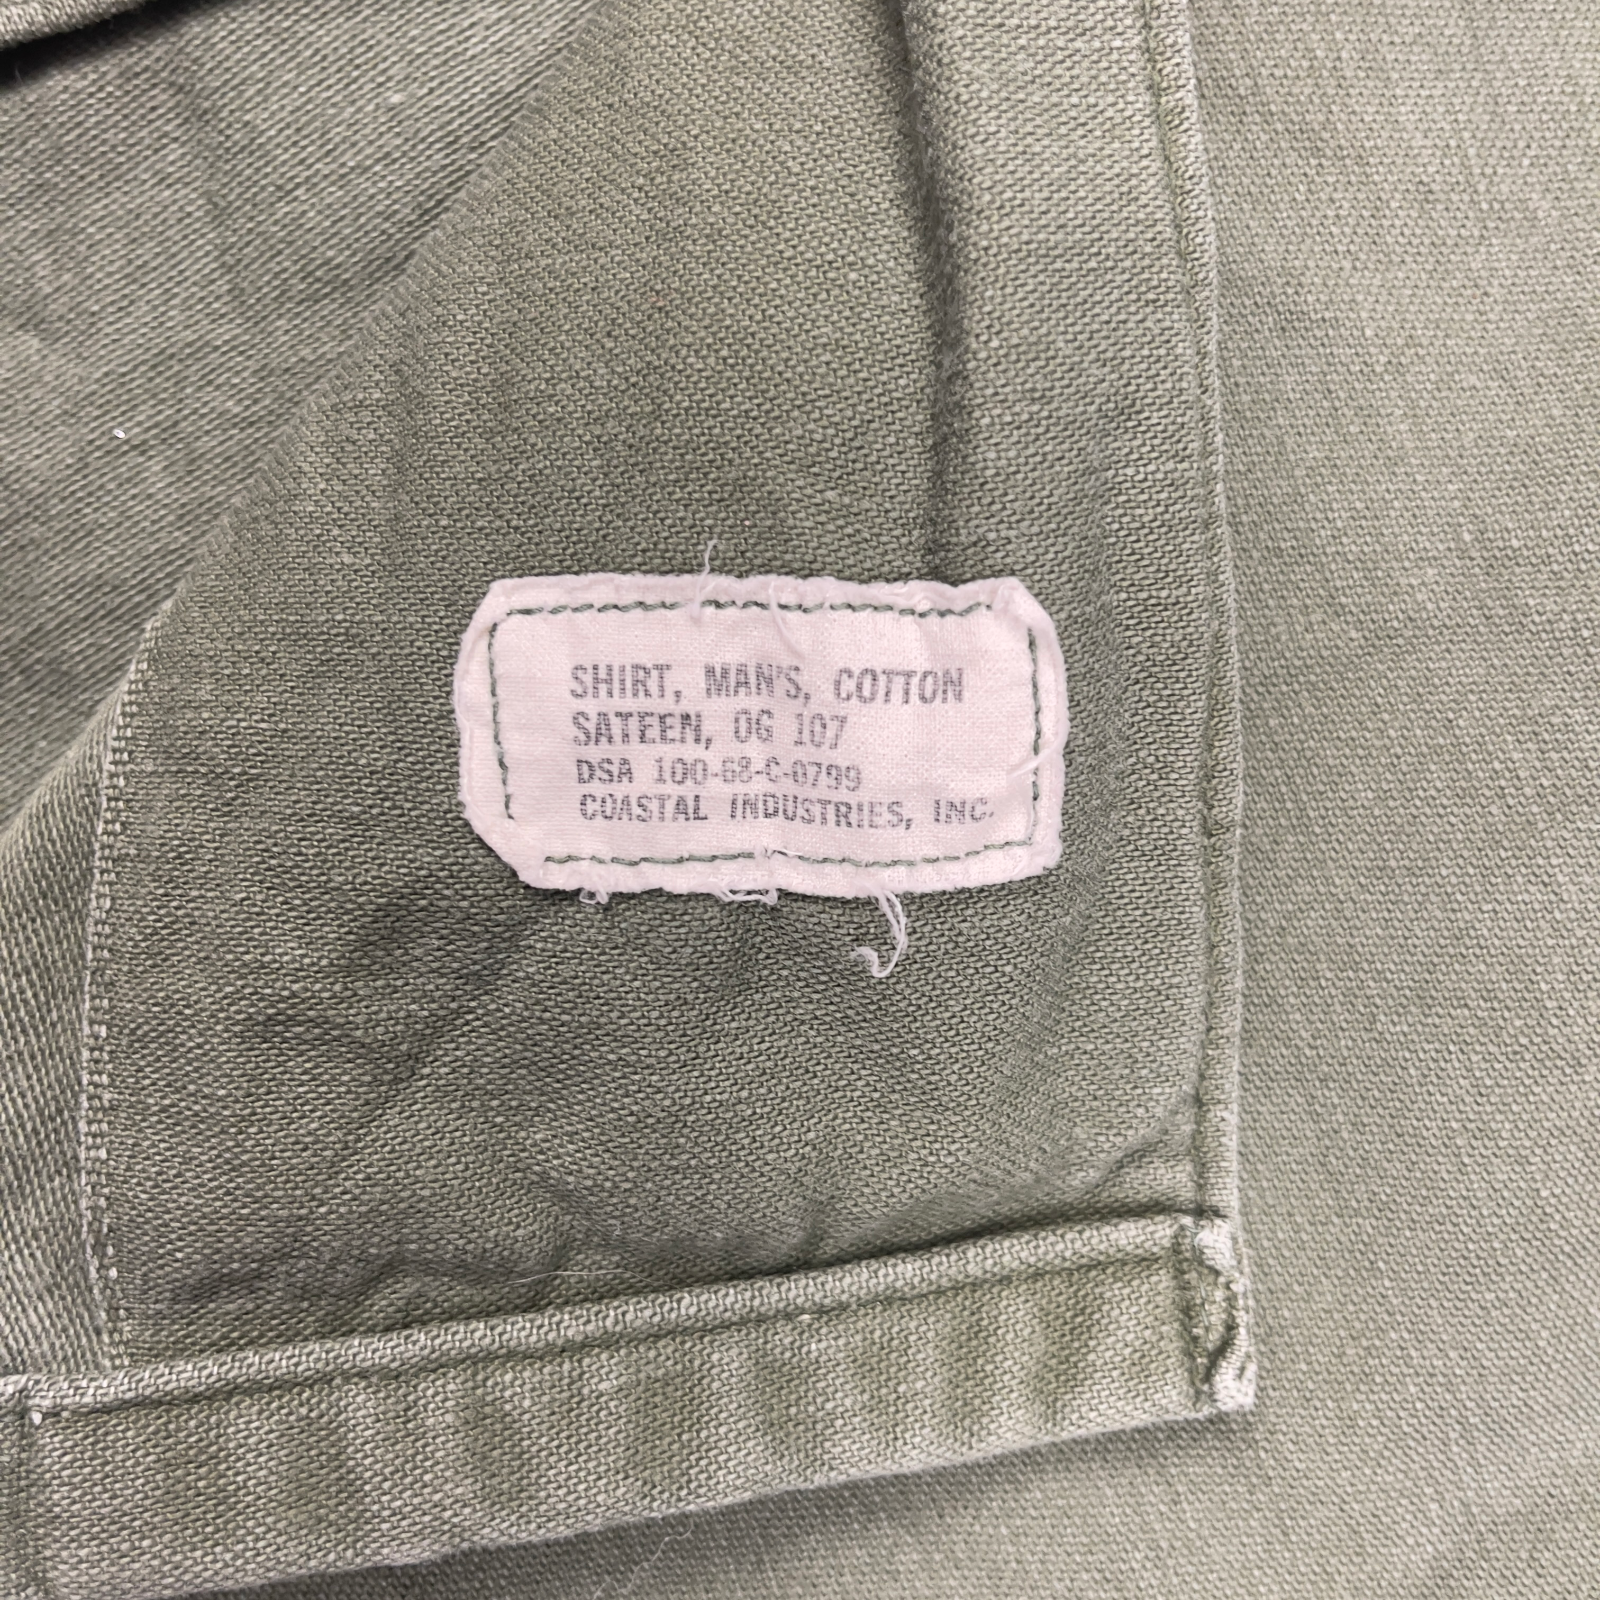 SHIRT, MAN'S, COTTON
SATEEN, OG 107
DSA 100-68-C-0799
COASTAL INDUSTRIES, INC.